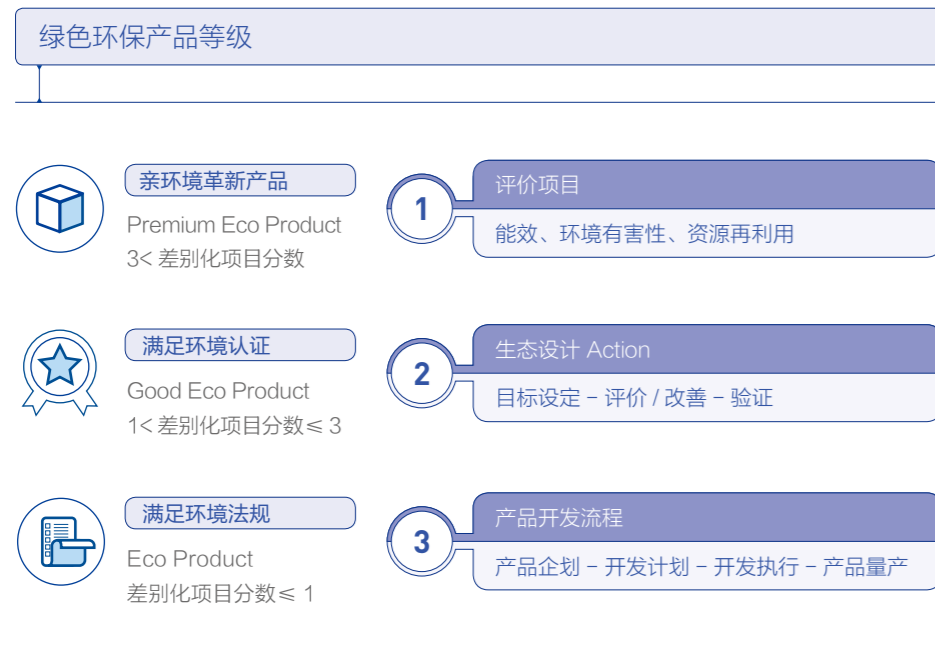 绿色环保产品等级
亲环境革新产品
Premium Eco Product
3< 差别化项目分数
1
评价项目
能效、环境有害性、资源再利用
满足环境认证
Good Eco Product
1< 差别化项目分数≤ 3
2
生态设计 Action
目标设定 – 评价 / 改善 – 验证
满足环境法规
Eco Product
差别化项目分数≤ 1
3
产品开发流程
产品企划 – 开发计划 – 开发执行 – 产品量产